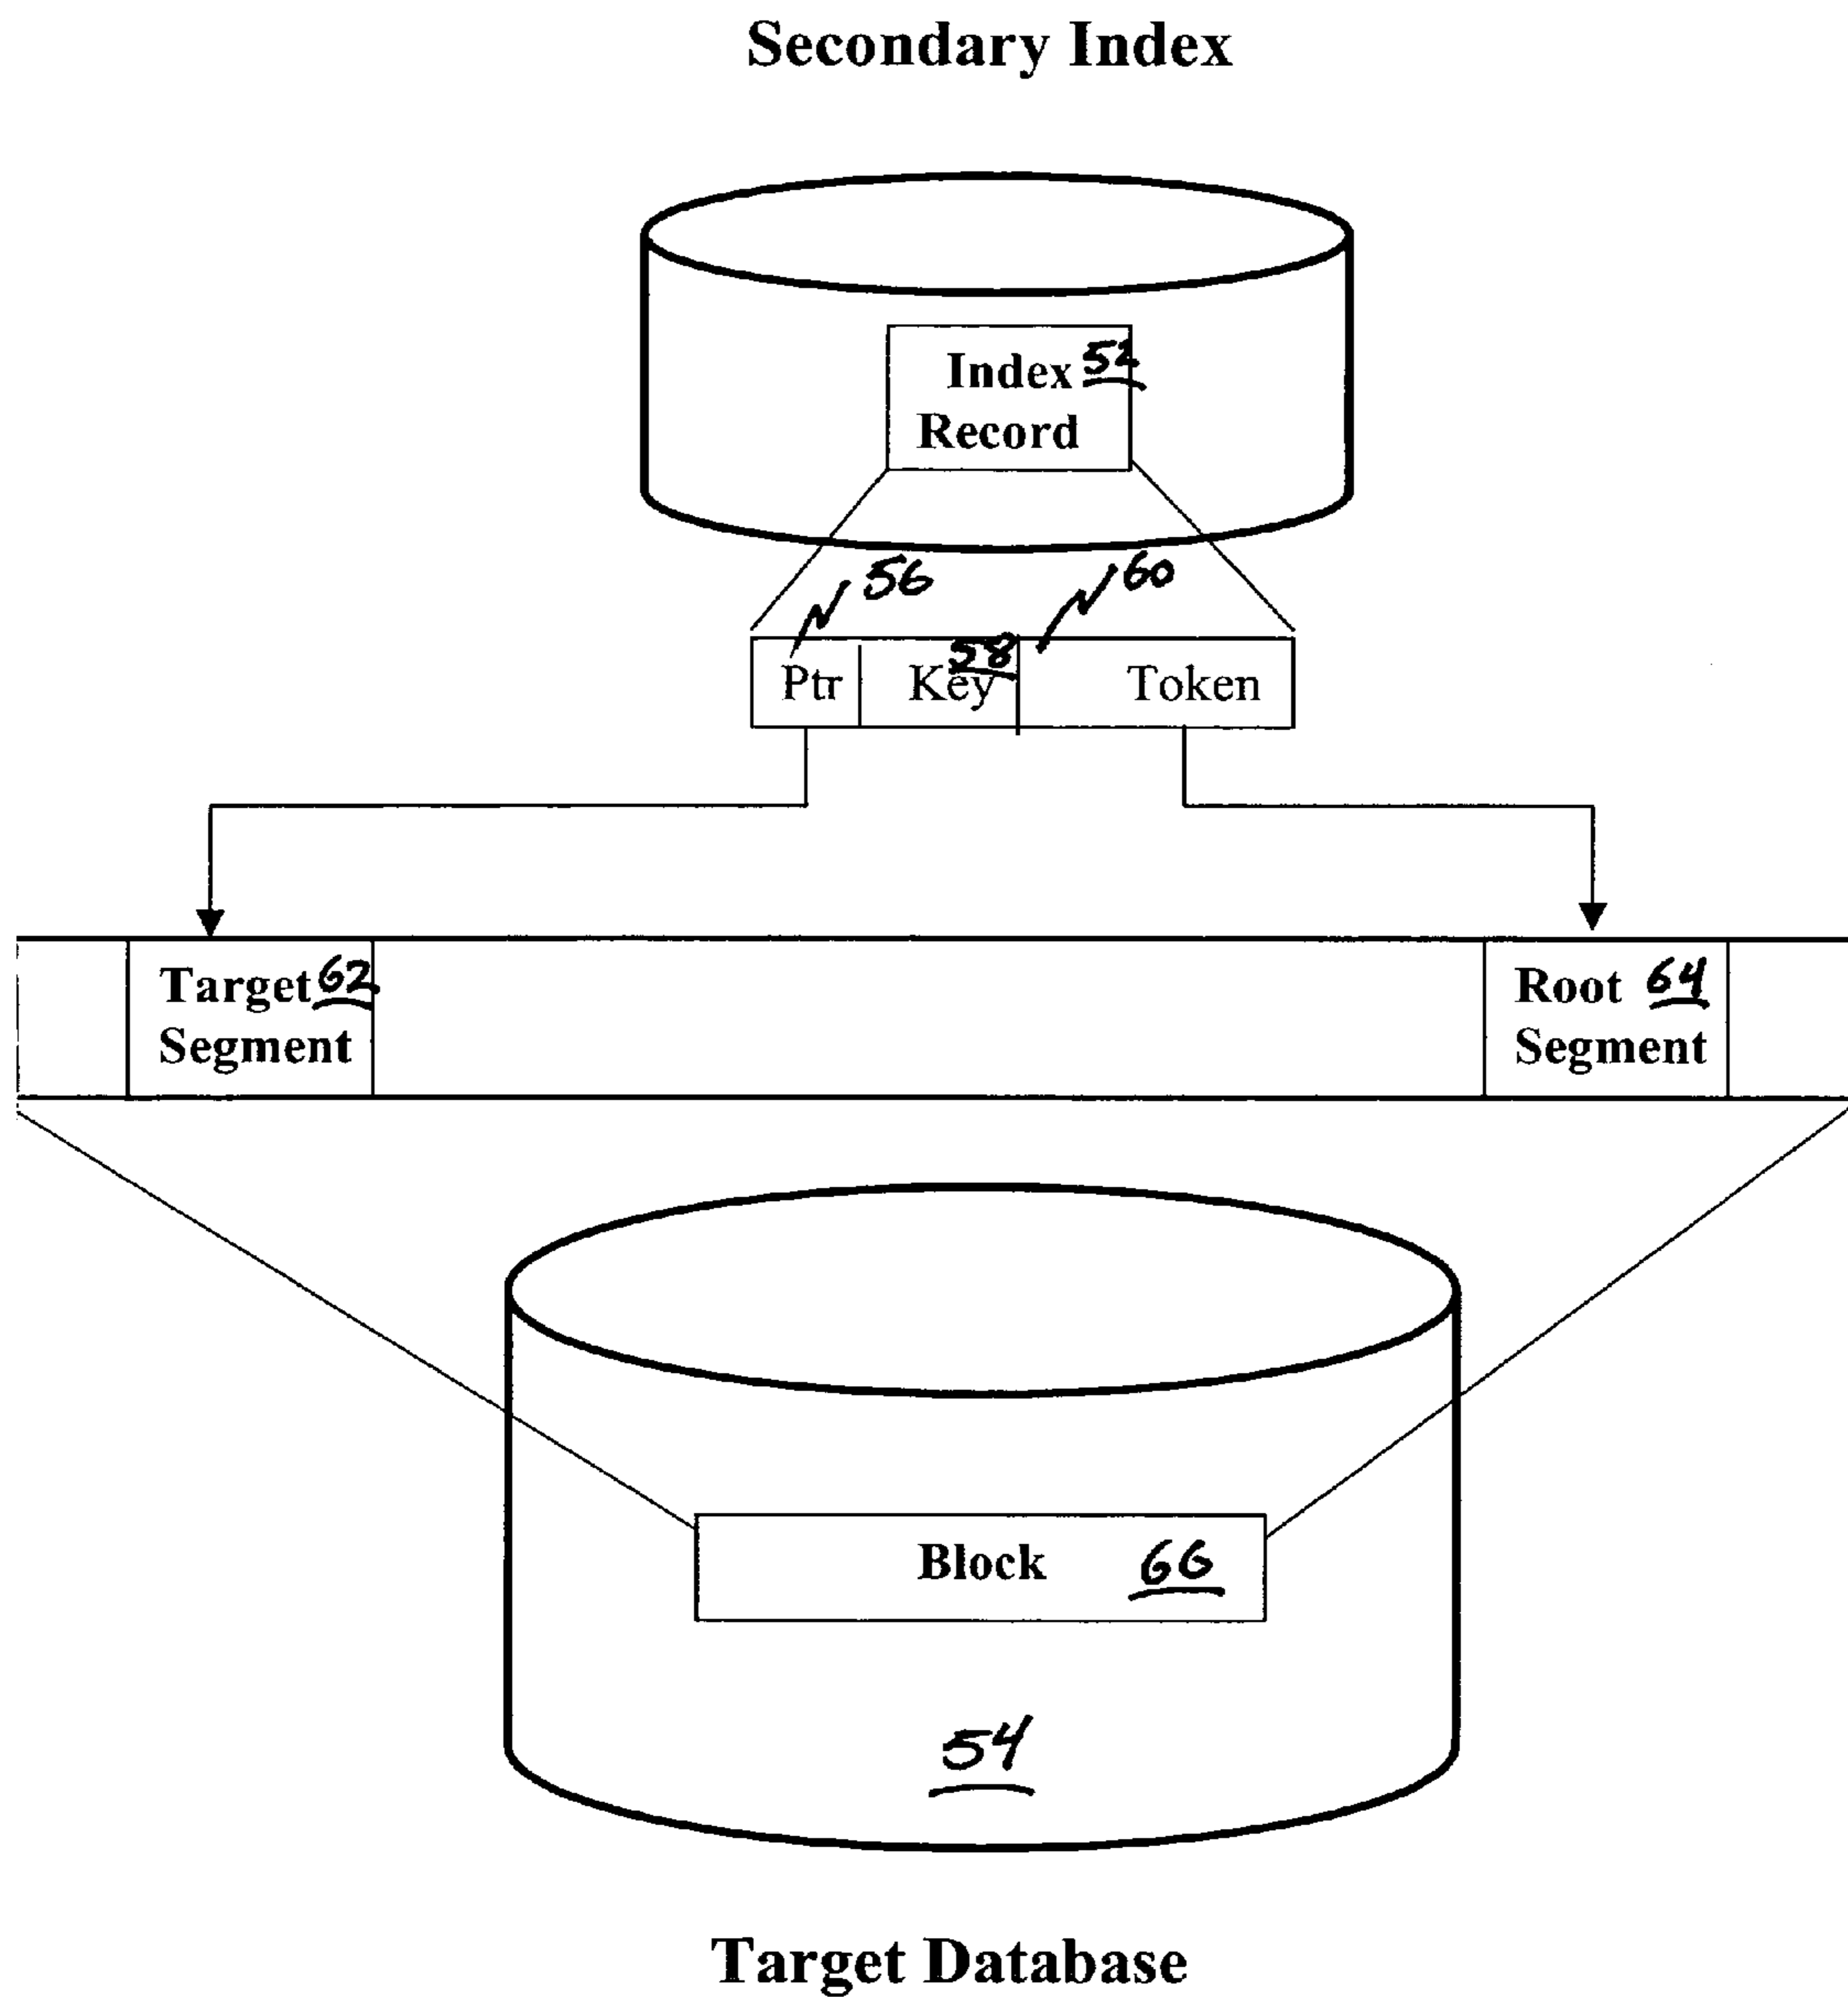 Secondary Index
Index 52
Record
56
60
58
Ptr Key Token
Target 62
Segment
Root 64
Segment
Block 66
54
Target Database